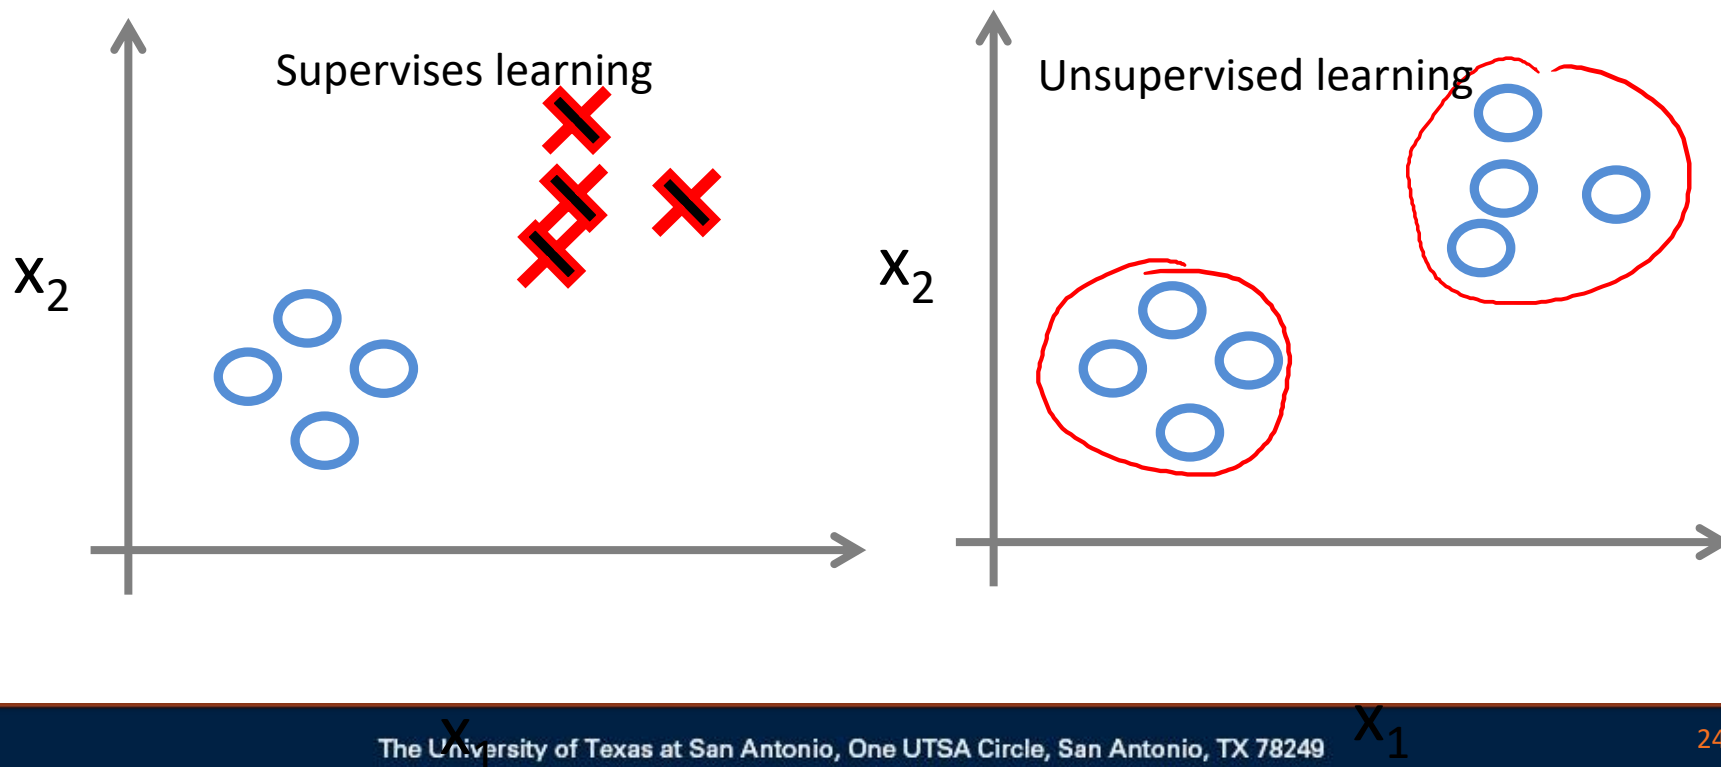 Supervises learning
x2
x1
Unsupervised learning
x2
x1
The University of Texas at San Antonio, One UTSA Circle, San Antonio, TX 78249
24